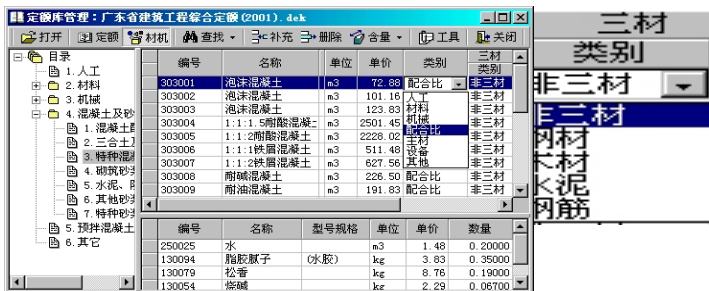 定额库管理：广东省建筑工程综合定额(2001).dek
打开 定额 材机 查找 补充 删除 含量 工具 关闭
目录
1.人工
2.材料
3.机械
4.混凝土及砂
1.混凝土
2.三合土
3.特种混
4.砌筑砂
5.水泥、
6.其他砂
7.特种砂
5.预拌混凝土
6.其它
编号 名称 单位 单价 类别 三材类别
303001 泡沫混凝土 m3 72.88 配合比 非三材
303002 泡沫混凝土 m3 101.16 人工 非三材
303003 泡沫混凝土 m3 123.83 材料 非三材
303004 1:1:1.5耐酸混凝 m3 2501.45 机械 非三材
303005 1:1:2耐酸混凝土 m3 2228.02 配合比 非三材
303006 1:1:1铁屑混凝土 m3 511.48 主材 非三材
设备
303007 1:1:2铁屑混凝土 m3 627.56 其他 非三材
303008 耐碱混凝土 m3 226.50 配合比 非三材
303009 耐油混凝土 m3 191.83 配合比 非三材
编号 名称 型号规格 单位 单价 数量
250025 水 m3 1.48 0.20000
130094 脂胶腻子 (水胶) kg 3.83 0.35000
130079 松香 kg 8.76 0.19000
130054 烧碱 kg 2.29 0.06700
三材
类别
非三材
非三材
钢材
木材
水泥
钢筋